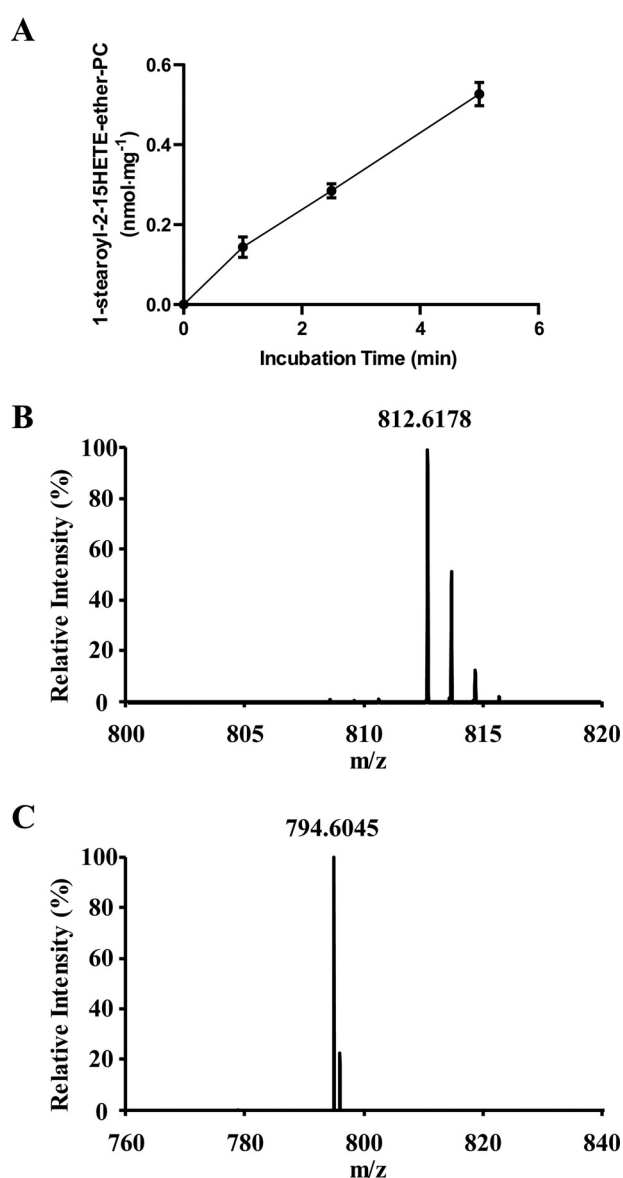 A
1-stearoyl-2-15HETE-ether-PC
(nmol·mg-1)
0.6
0.4
0.2
0.0
0 2 4 6
Incubation Time (min)
B
812.6178
Relative Intensity (%)
100
80
60
40
20
0
800 805 810 815 820
m/z
C
794.6045
Relative Intensity (%)
100
80
60
40
20
0
760 780 800 820 840
m/z